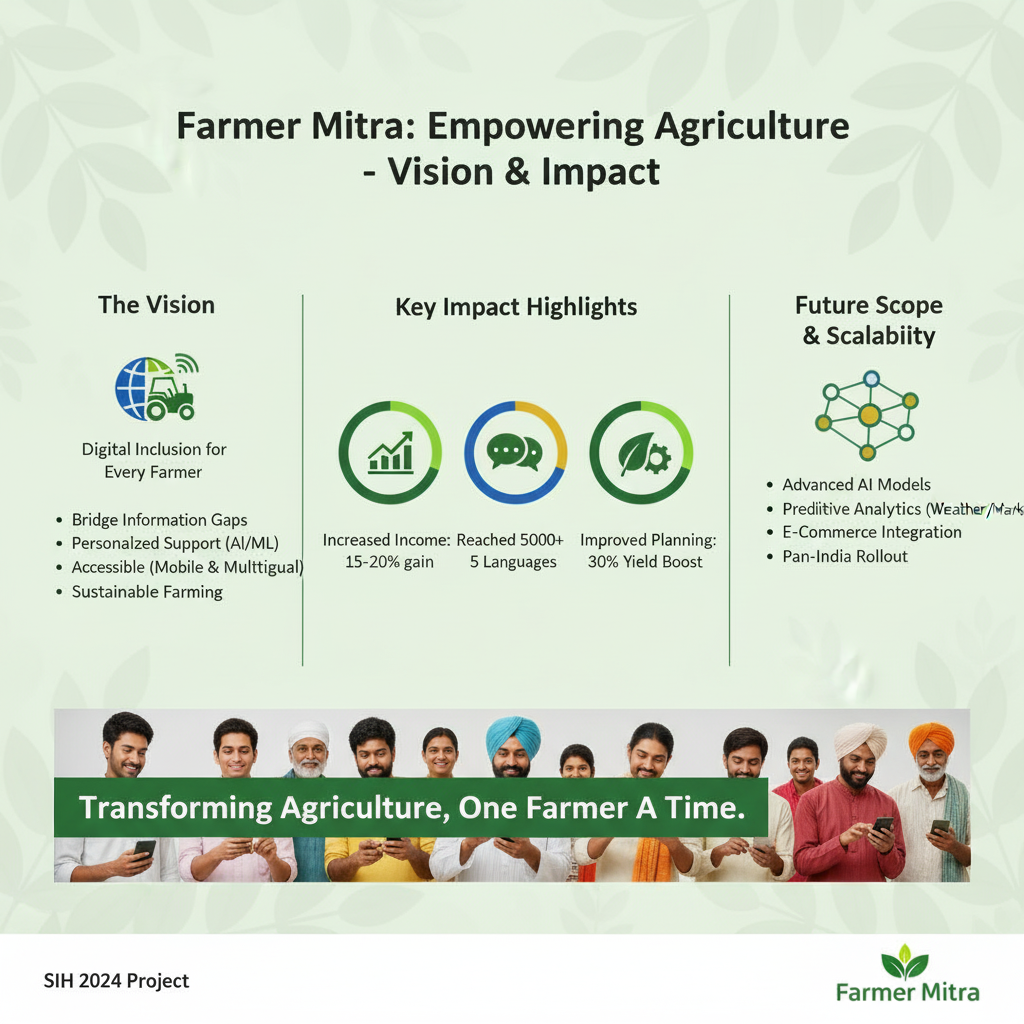 Farmer Mitra: Empowering Agriculture
- Vision & Impact
The Vision
Digital Inclusion for
Every Farmer
• Bridge Information Gaps
• Personalzed Support (AI/ML)
• Accessible (Mobile & Multtigual)
• Sustainable Farming
Key Impact Highlights
Increased Income:
15-20% gain
Reached 5000+
5 Languages
Improved Planning:
30% Yield Boost
Future Scope
& Scalabiity
• Advanced AI Models
• Prediitive Analytics (Weather/Mark
• E-Commerce Integration
• Pan-India Rollout
Transforming Agriculture, One Farmer A Time.
SIH 2024 Project
Farmer Mitra